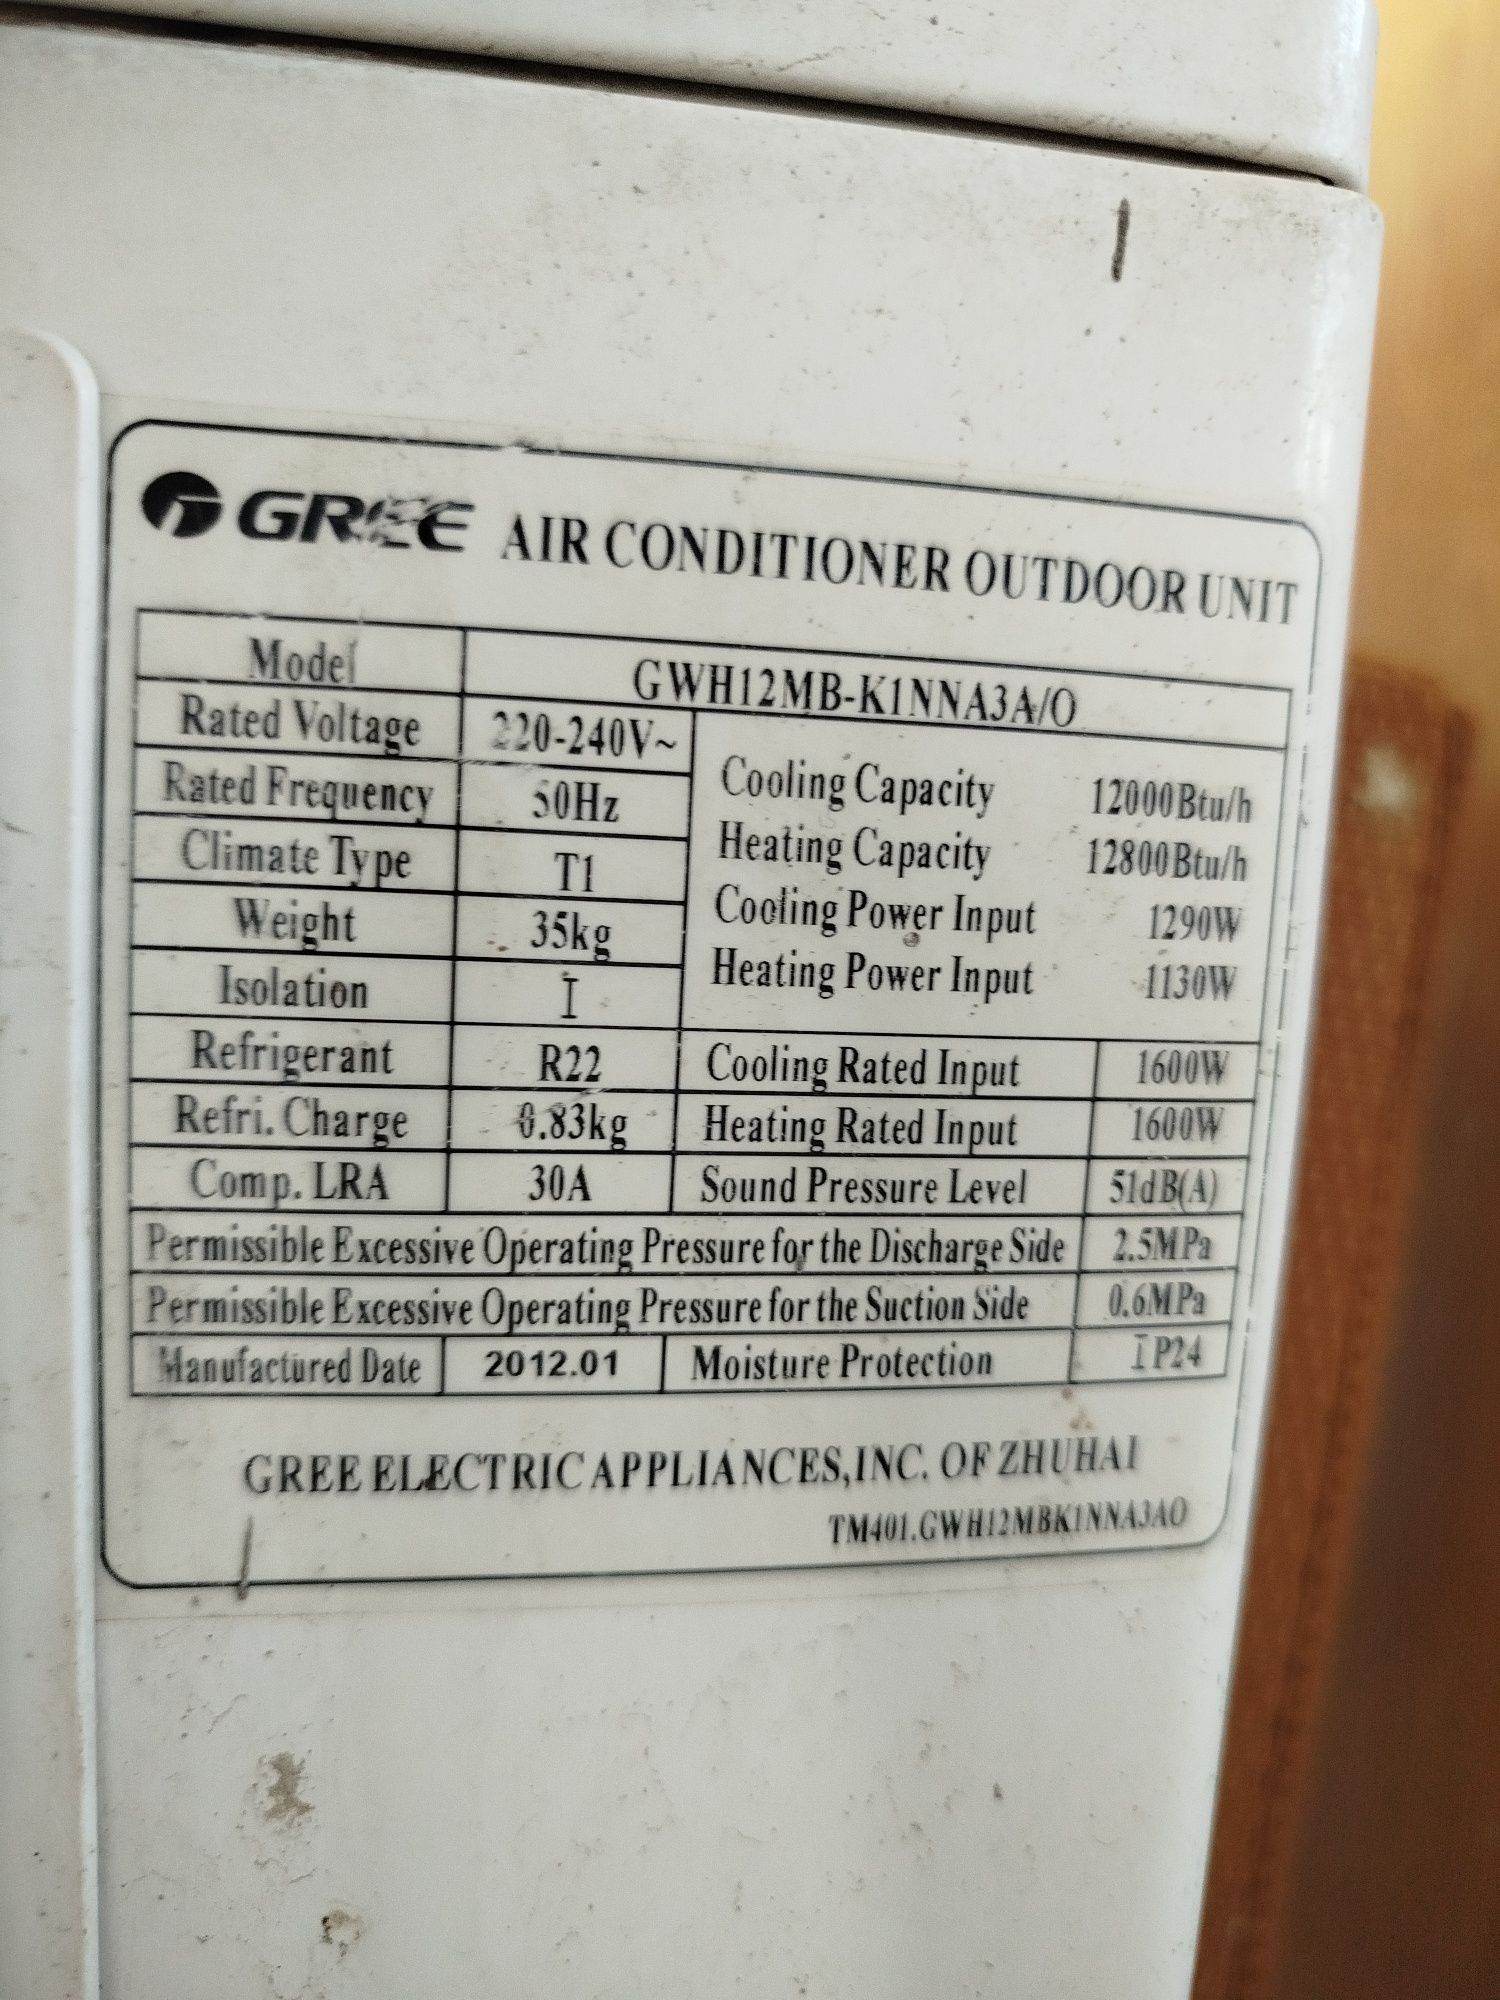 GREE AIR CONDITIONER OUTDOOR UNIT
Model GWH12MB-K1NNA3A/O
Rated Voltage 220-240V~
Rated Frequency 50Hz
Climate Type T1
Weight 35kg
Isolation I
Cooling Capacity 12000Btu/h
Heating Capacity 12800Btu/h
Cooling Power Input 1290W
Heating Power Input 1130W
Refrigerant R22 Cooling Rated Input 1600W
Refri. Charge 0.83kg Heating Rated Input 1600W
Comp. LRA 30A Sound Pressure Level 51dB(A)
Permissible Excessive Operating Pressure for the Discharge Side 2.5MPa
Permissible Excessive Operating Pressure for the Suction Side 0.6MPa
Manufactured Date 2012.01 Moisture Protection IP24
GREE ELECTRIC APPLIANCES,INC. OF ZHUHAI
TM401.GWH12MBK1NNA3AO